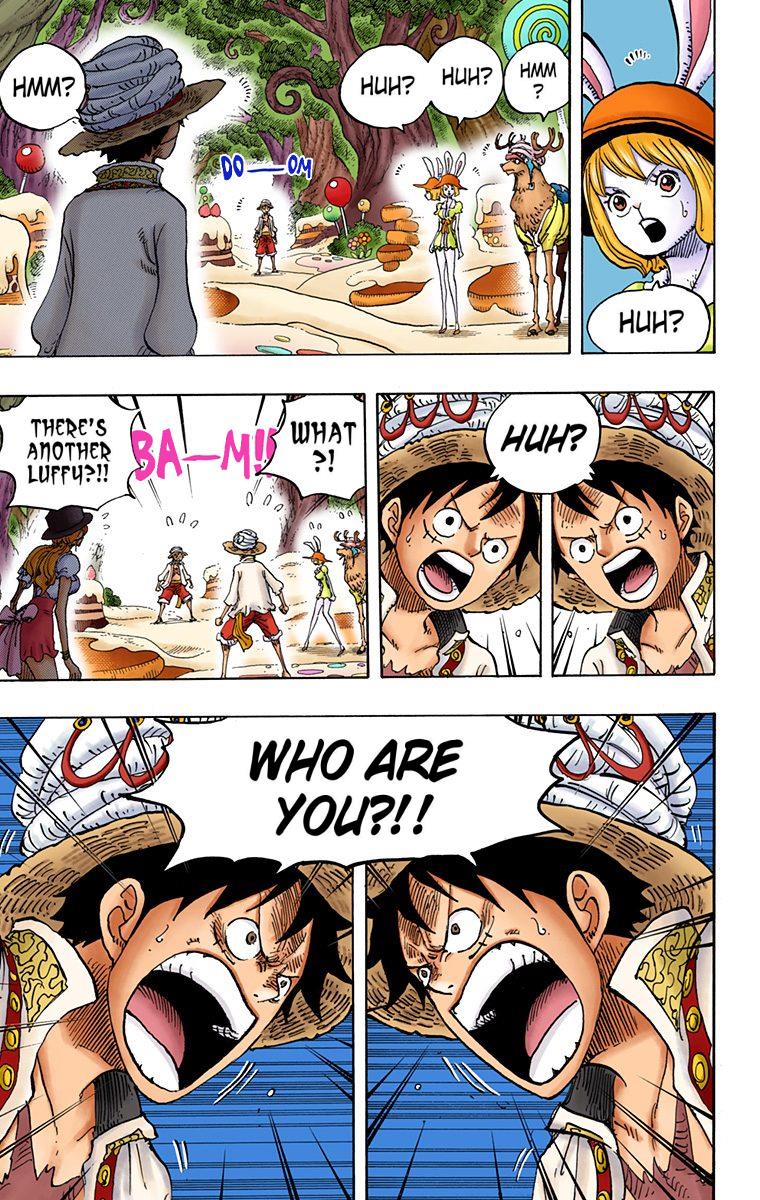 HUH?
HMM
?
HUH?
HUH?
DO—OM
HMM?
HUH?
WHAT
?!
BA—M!!
THERE'S
ANOTHER
LUFFY?!!
WHO ARE
YOU?!!